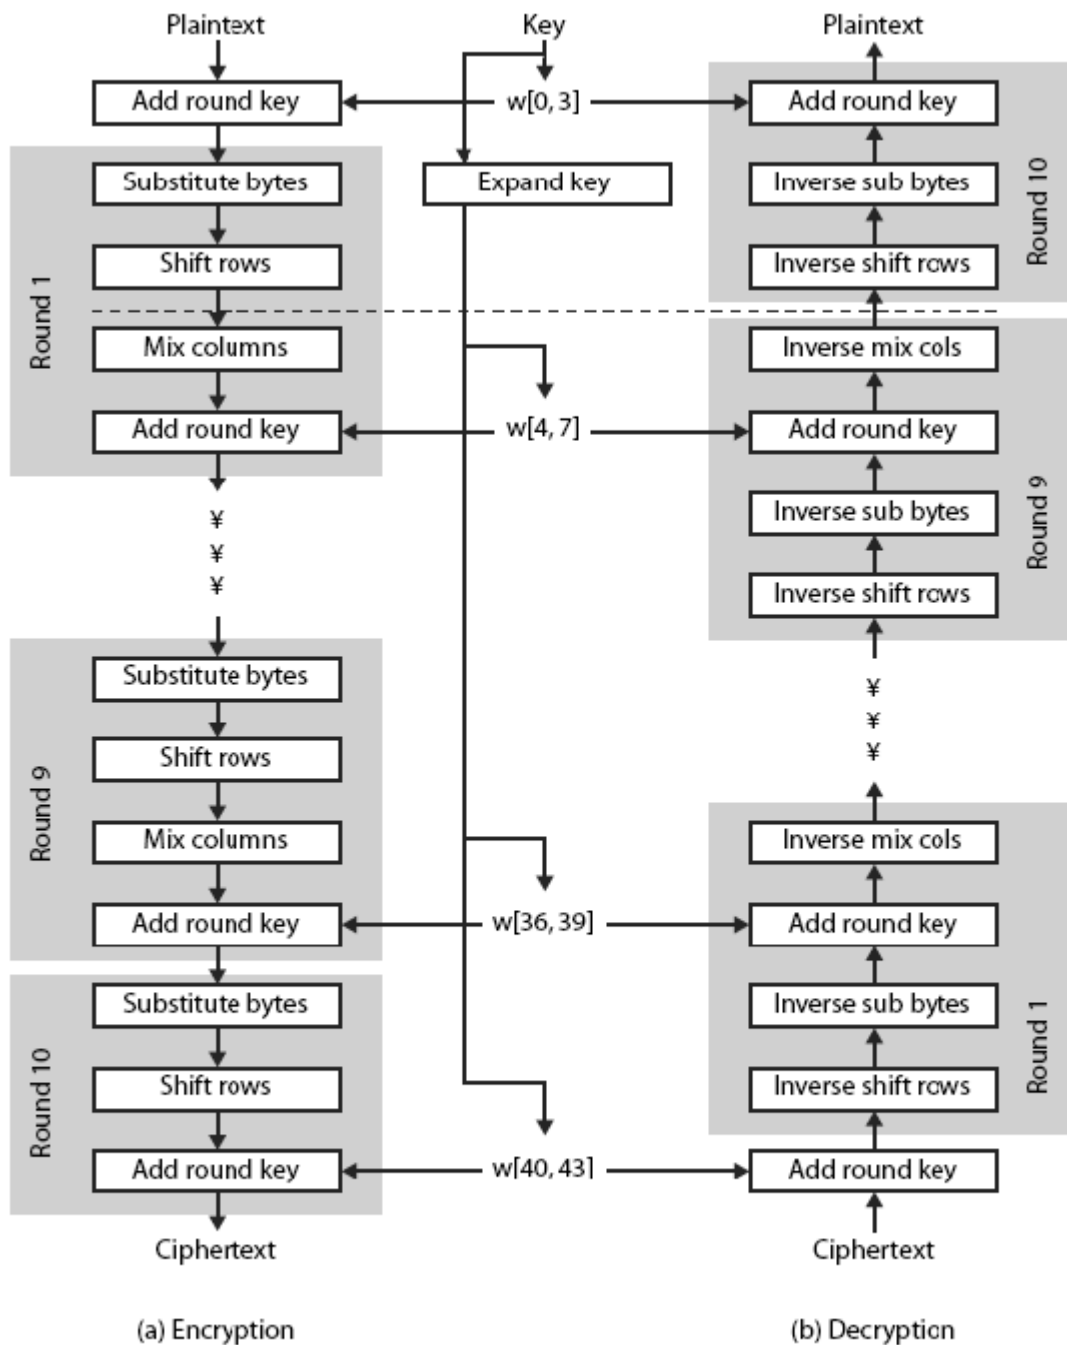 Plaintext
Key
Plaintext
Add round key
w[0, 3]
Add round key
Substitute bytes
Expand key
Inverse sub bytes
Round 10
Shift rows
Inverse shift rows
Round 1
Mix columns
Inverse mix cols
Add round key
w[4, 7]
Add round key
¥
Inverse sub bytes
Round 9
¥
¥
Inverse shift rows
Substitute bytes
¥
Shift rows
¥
¥
Round 9
Mix columns
Inverse mix cols
Add round key
w[36, 39]
Add round key
Substitute bytes
Inverse sub bytes
Round 1
Round 10
Shift rows
Inverse shift rows
Add round key
w[40, 43]
Add round key
Ciphertext
Ciphertext
(a) Encryption
(b) Decryption